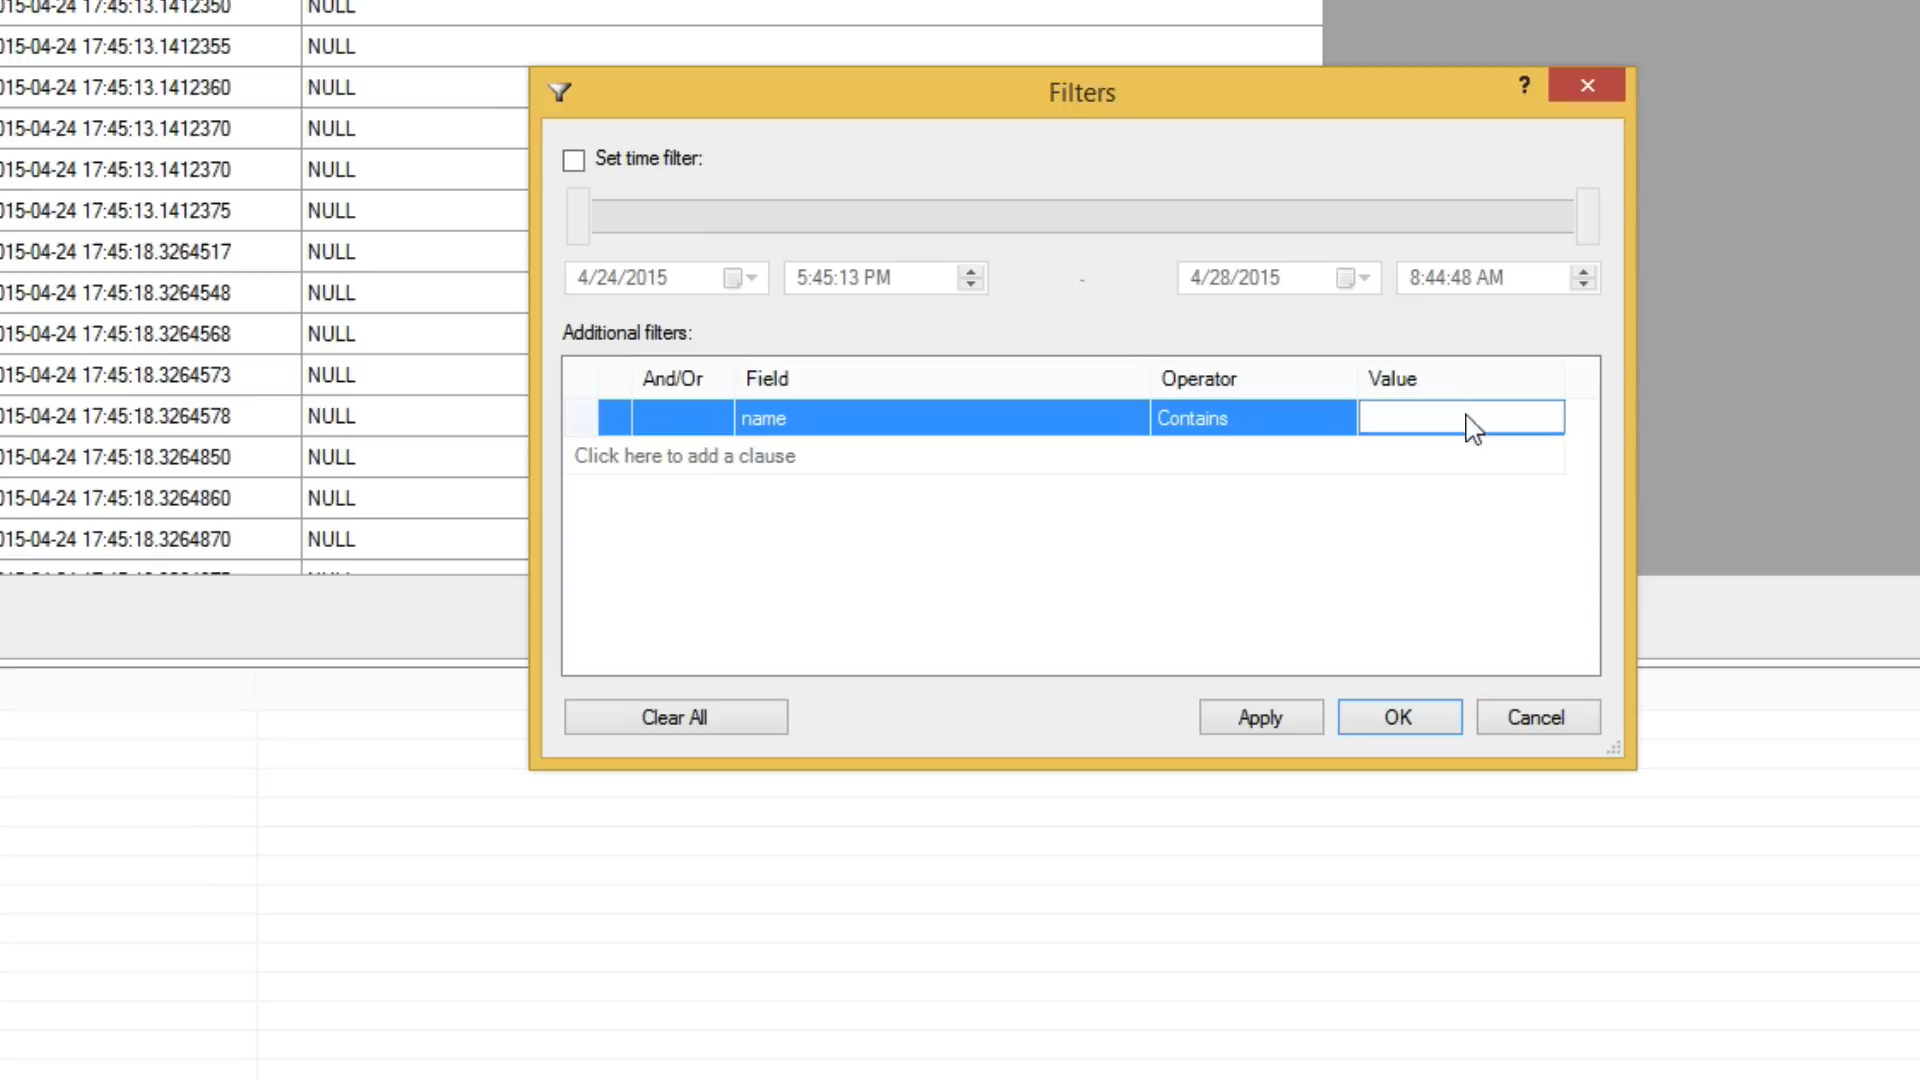 015-04-24 17:45:13.1412350 NULL
015-04-24 17:45:13.1412355 NULL
015-04-24 17:45:13.1412360 NULL
015-04-24 17:45:13.1412370 NULL
015-04-24 17:45:13.1412370 NULL
015-04-24 17:45:13.1412375 NULL
015-04-24 17:45:18.3264517 NULL
015-04-24 17:45:18.3264548 NULL
015-04-24 17:45:18.3264568 NULL
015-04-24 17:45:18.3264573 NULL
015-04-24 17:45:18.3264578 NULL
015-04-24 17:45:18.3264850 NULL
015-04-24 17:45:18.3264860 NULL
015-04-24 17:45:18.3264870 NULL
Filters ?
Set time filter:
4/24/2015 5:45:13 PM - 4/28/2015 8:44:48 AM
Additional filters:
And/Or Field Operator Value
name Contains
Click here to add a clause
Clear All Apply OK Cancel